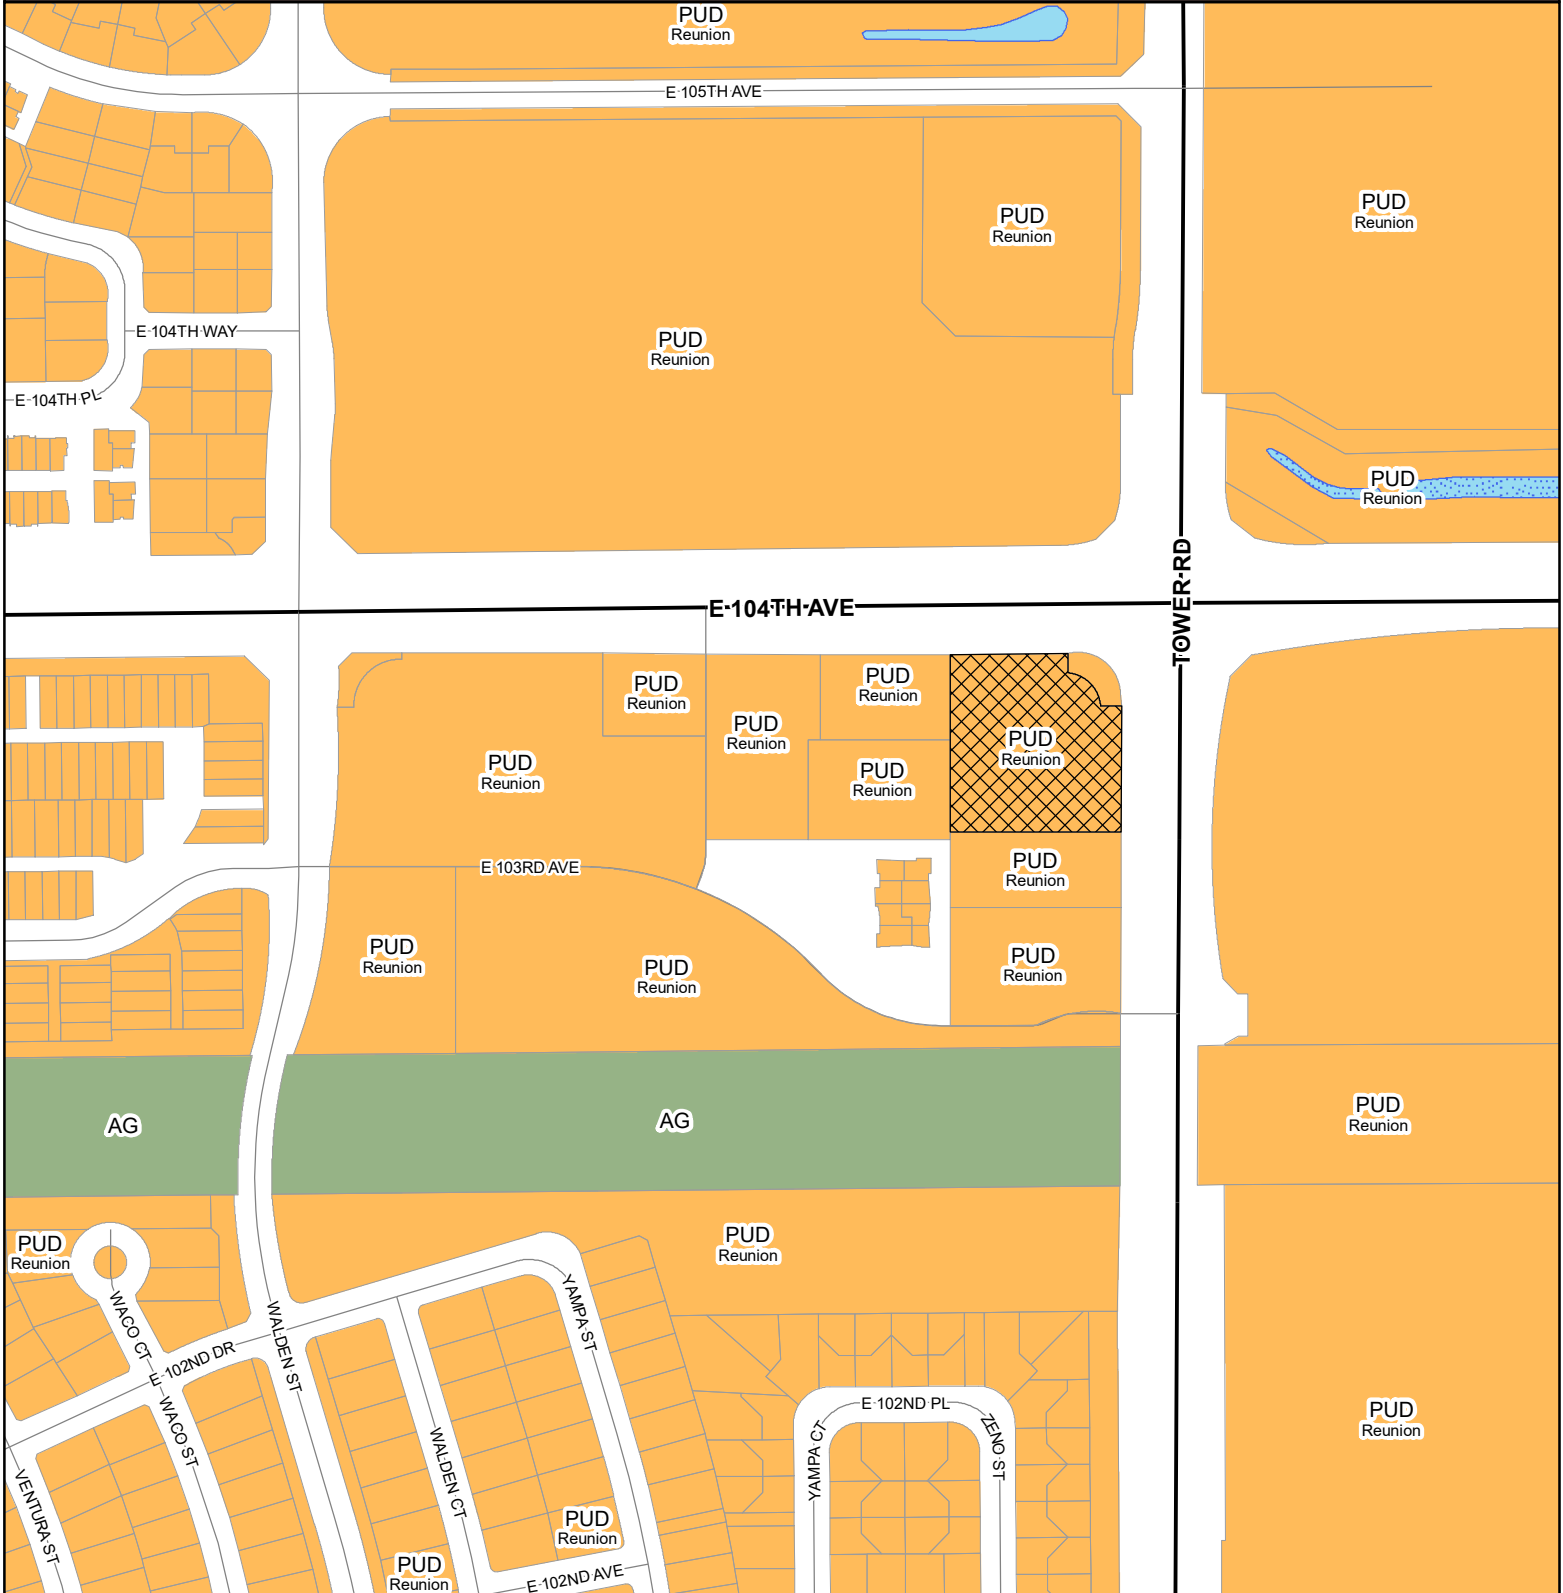 PUD
Reunion
E 105TH AVE
PUD
Reunion
PUD
Reunion
E 104TH WAY
PUD
Reunion
E 104TH PL
PUD
Reunion
TOWER RD
E 104TH AVE
PUD
Reunion
PUD
Reunion
PUD
Reunion
PUD
Reunion
PUD
Reunion
PUD
Reunion
E 103RD AVE
PUD
Reunion
PUD
Reunion
PUD
Reunion
PUD
Reunion
AG
AG
PUD
Reunion
PUD
Reunion
PUD
Reunion
WACO CT
WALDEN ST
YAMPA ST
E 102ND DR
WACO ST
WALDEN CT
YAMPA CT
E 102ND PL
ZENO ST
PUD
Reunion
VENTURA ST
PUD
Reunion
PUD
Reunion
E 102ND AVE